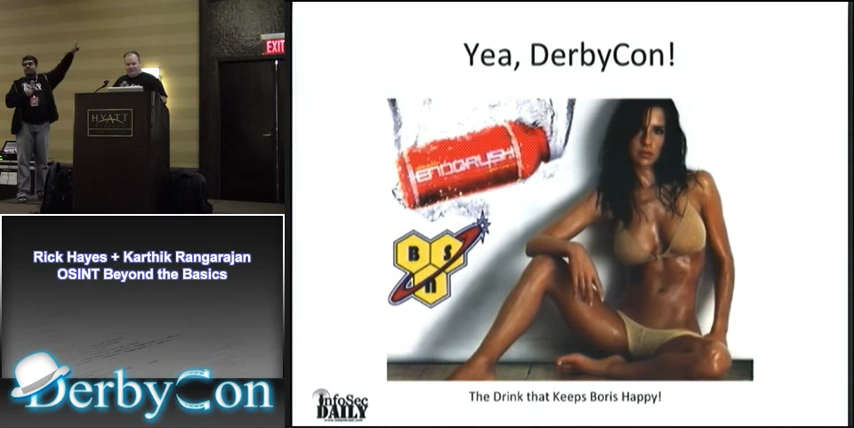 EXIT
HYATT
Rick Hayes + Karthik Rangarajan
OSINT Beyond the Basics
DerbyCon
Yea, DerbyCon!
ENDORUSH
BSN
The Drink that Keeps Boris Happy!
InfoSec
DAILY